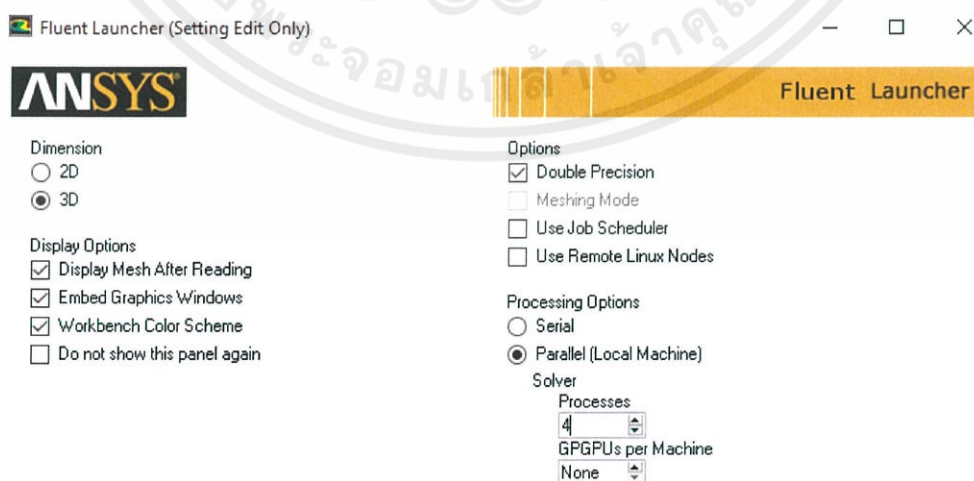 Fluent Launcher (Setting Edit Only)
ANSYS
Fluent Launcher
Dimension
2D
3D
Display Options
Display Mesh After Reading
Embed Graphics Windows
Workbench Color Scheme
Do not show this panel again
Options
Double Precision
Meshing Mode
Use Job Scheduler
Use Remote Linux Nodes
Processing Options
Serial
Parallel (Local Machine)
Solver
Processes
4
GPGPUs per Machine
None